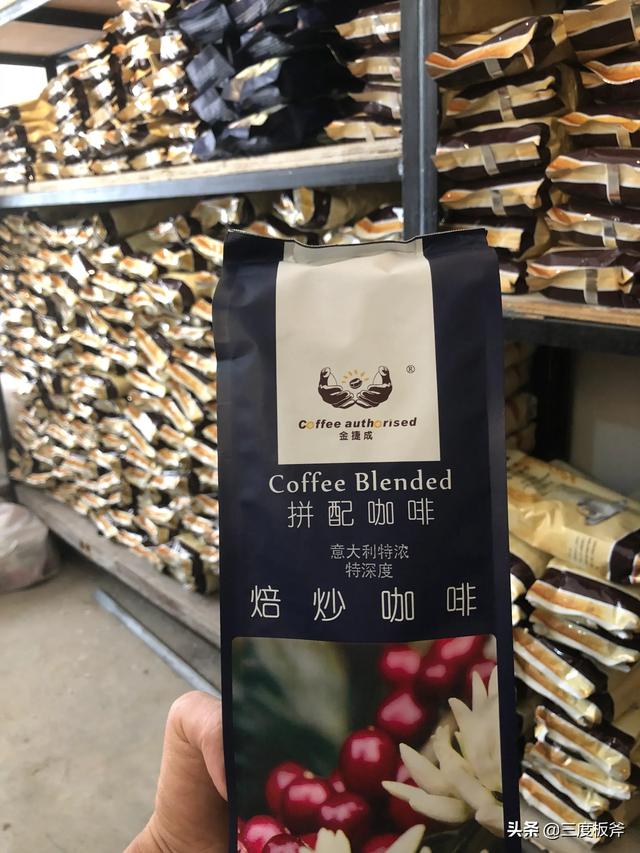 ®
Coffee authorised
金捷成
Coffee Blended
拼配咖啡
意大利特浓
特深度
焙炒咖啡
头条 @三度板斧